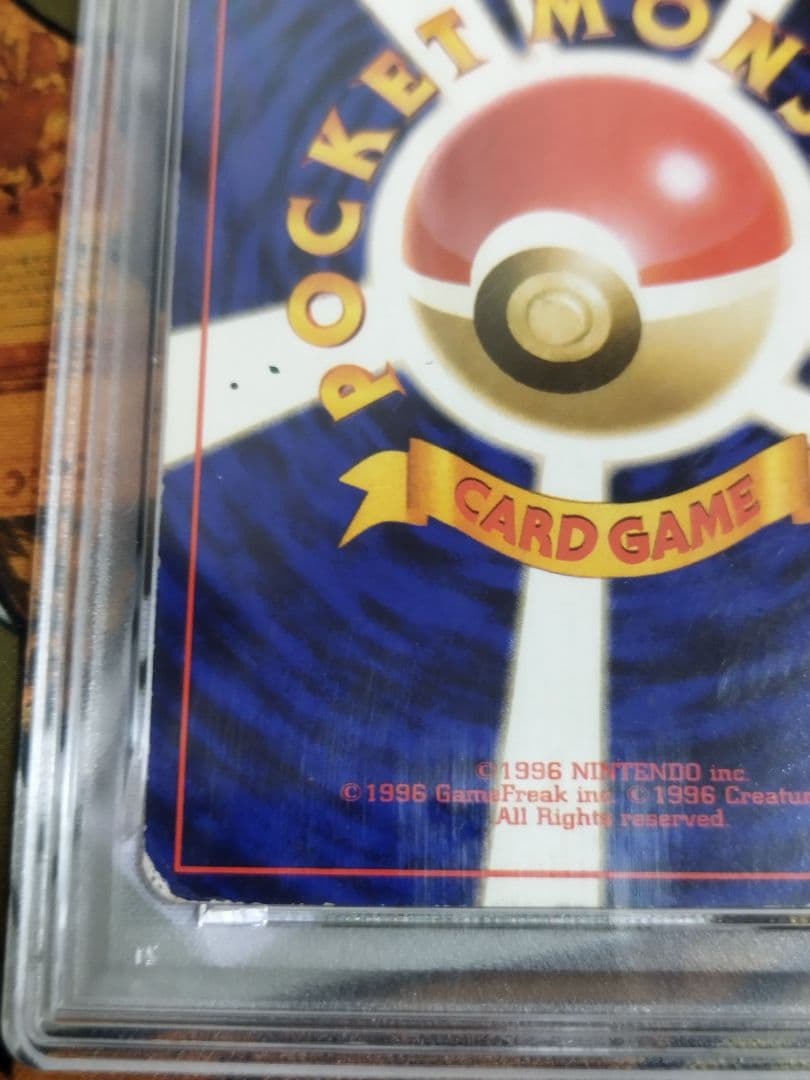 POCKET MONS
CARD GAME
©1996 NINTENDO inc.
©1996 GameFreak inc. ©1996 Creatur
All Rights reserved.